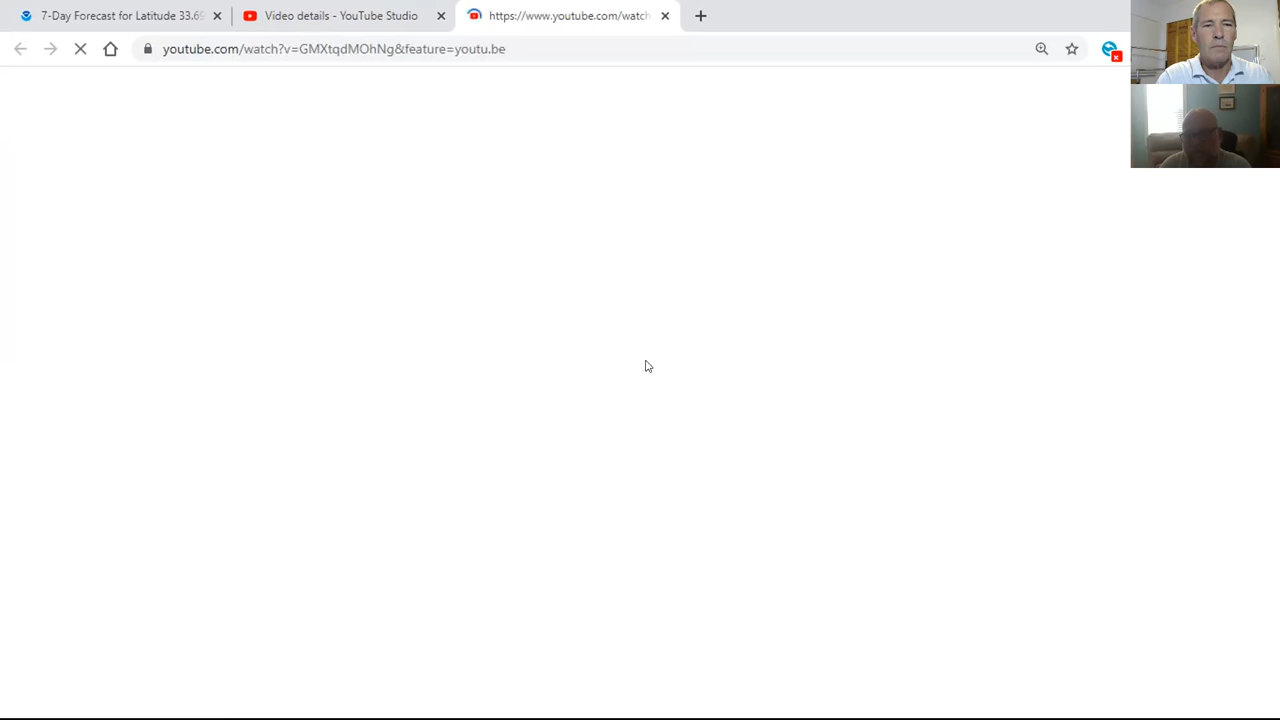 7-Day Forecast for Latitude 33.69
Video details - YouTube Studio
https://www.youtube.com/watch
youtube.com/watch?v=GMXtqdMOhNg&feature=youtu.be